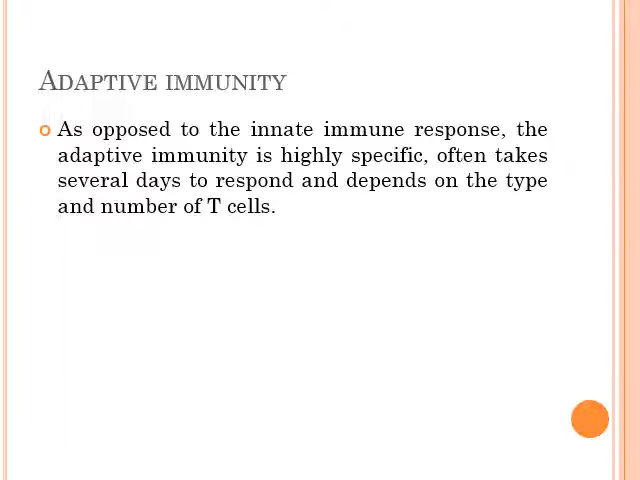 Adaptive immunity
As opposed to the innate immune response, the
adaptive immunity is highly specific, often takes
several days to respond and depends on the type
and number of T cells.